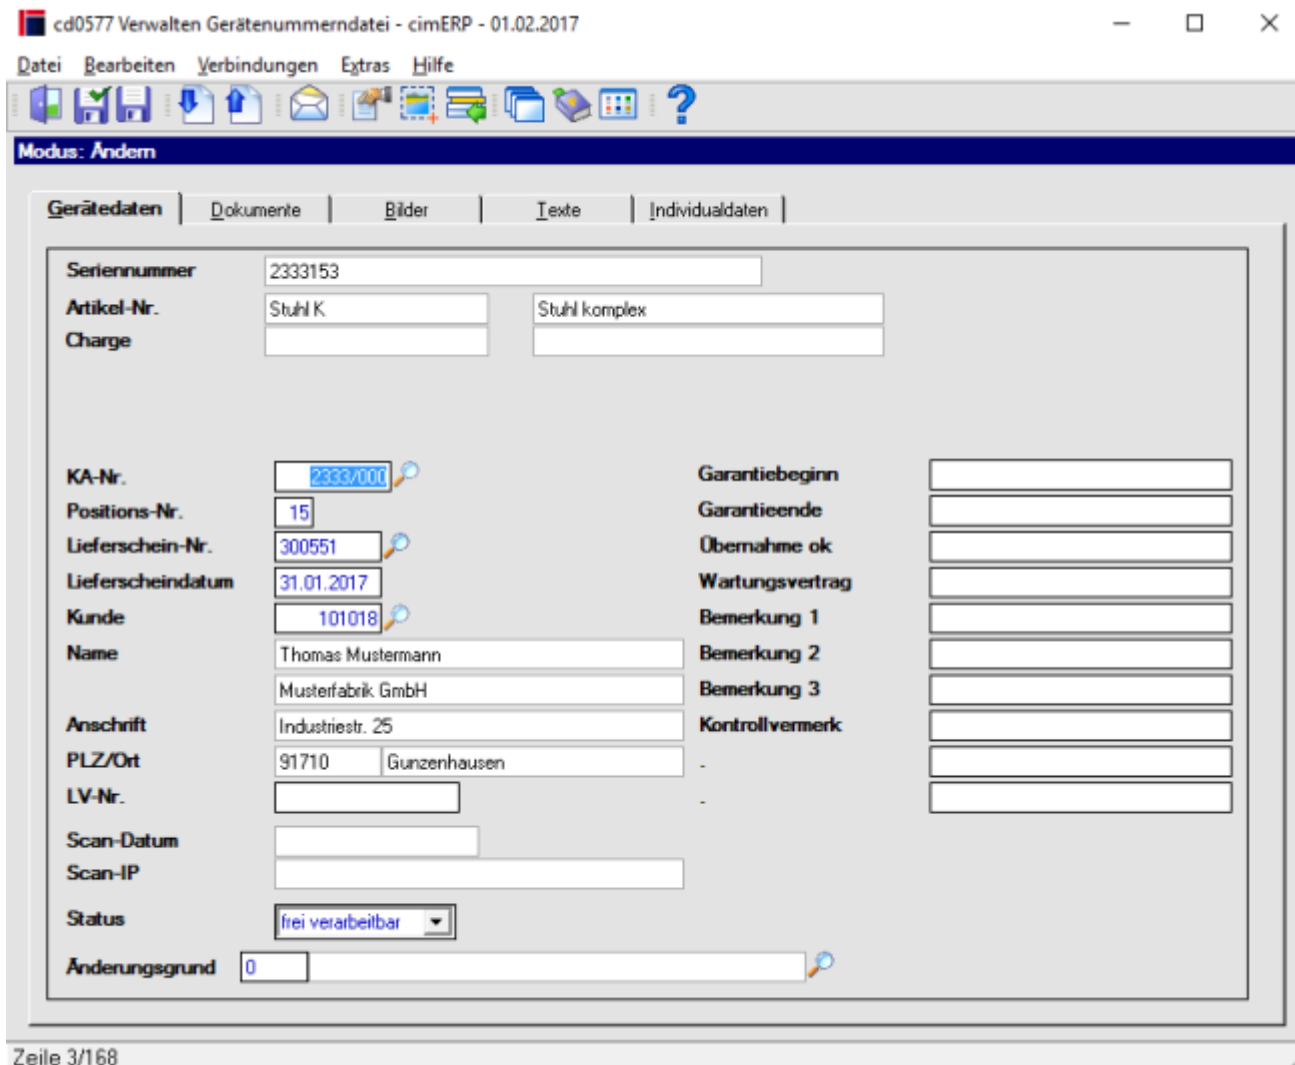 cd0577 Verwalten Gerätenummerndatei - cimERP - 01.02.2017
Datei Bearbeiten Verbindungen Extras Hilfe
Modus: Ändern
Gerätedaten Dokumente Bilder Texte Individualdaten
Seriennummer 2333153
Artikel-Nr. Stuhl K Stuhl komplex
Charge
KA-Nr. 2333/000 Garantiebeginn
Positions-Nr. 15 Garantieende
Lieferschein-Nr. 300551 Übernahme ok
Lieferscheindatum 31.01.2017 Wartungsvertrag
Kunde 101018 Bemerkung 1
Name Thomas Mustermann Bemerkung 2
Musterfabrik GmbH Bemerkung 3
Anschrift Industriestr. 25 Kontrollvermerk
PLZ/Ort 91710 Gunzenhausen .
LV-Nr. .
Scan-Datum
Scan-IP
Status frei verarbeitbar
Änderungsgrund 0
Zeile 3/168